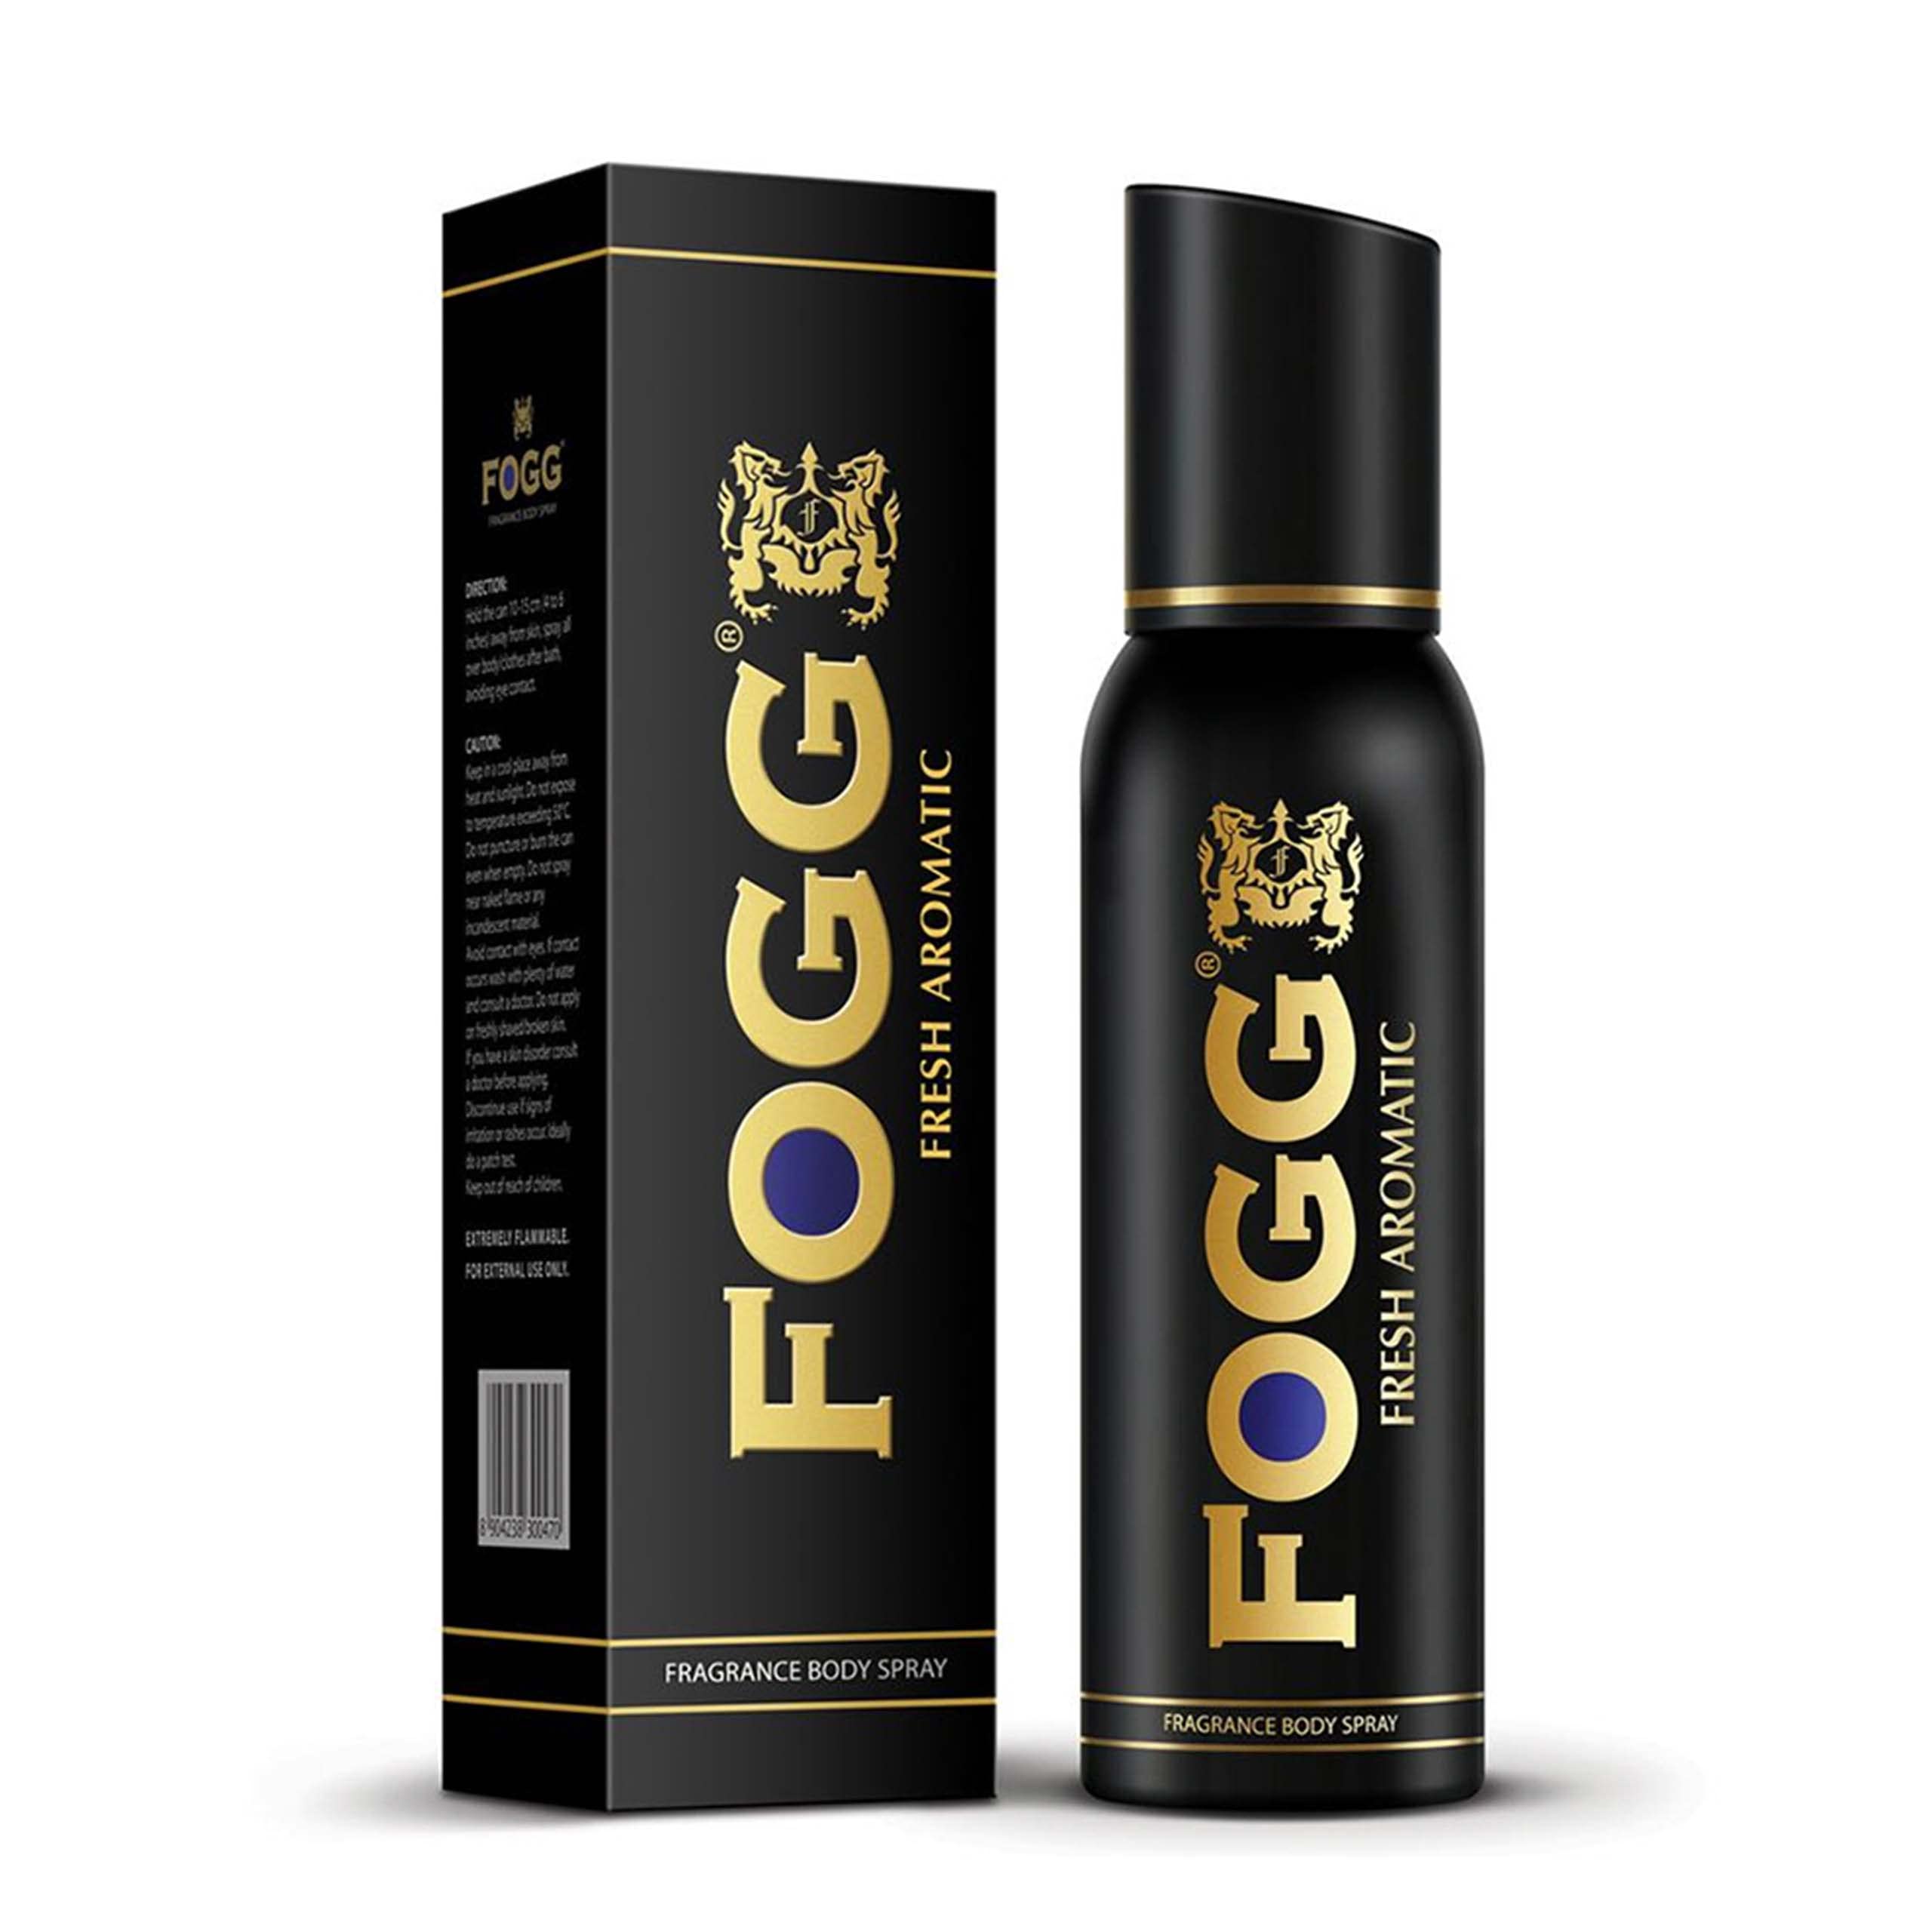 FOGG
FRAGRANCE BODY SPRAY
DIRECTION:
Hold the can 10-15 cm (4 to 6
inches) away from skin, spray all
over body/clothes after bath,
avoiding eye contact.
CAUTION:
Keep in a cool place away from
heat and sunlight. Do not expose
to temperature exceeding 50°C
Do not puncture or burn the can
even when empty. Do not spray
near naked flame or any
incandescent material.
Avoid contact with eyes. If contact
occurs wash with plenty of water
and consult a doctor. Do not apply
on freshly shaved/broken skin.
If you have a skin disorder consult
a doctor before applying.
Discontinue use if signs of
irritation or rashes occur. Ideally
do a patch test.
Keep out of reach of children.
EXTREMELY FLAMMABLE.
FOR EXTERNAL USE ONLY.
8 904238 300470
f
FOGG®
FRESH AROMATIC
FRAGRANCE BODY SPRAY
f
FOGG®
FRESH AROMATIC
FRAGRANCE BODY SPRAY